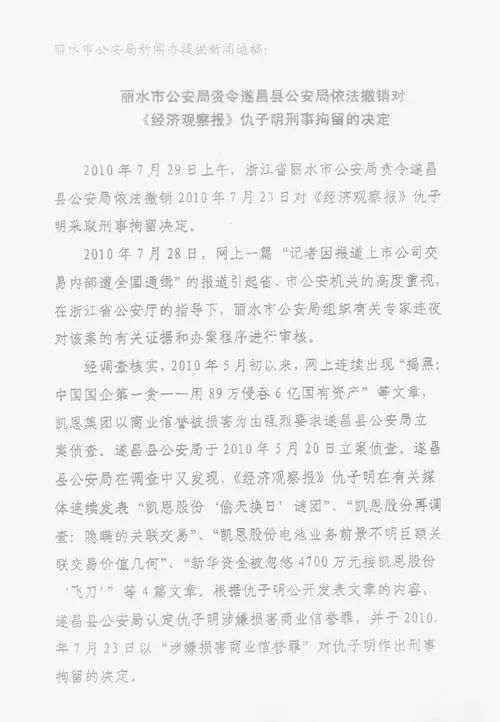 丽水市公安局新闻办提供新闻通稿：
丽水市公安局责令遂昌县公安局依法撤销对
《经济观察报》仇子明刑事拘留的决定
2010年7月29日上午，浙江省丽水市公安局责令遂昌
县公安局依法撤销2010年7月23日对《经济观察报》仇子
明采取刑事拘留决定。
2010年7月28日，网上一篇“记者因报道上市公司交
易内部遭全国通缉”的报道引起省、市公安机关的高度重视，
在浙江省公安厅的指导下，丽水市公安局组织有关专家连夜
对该案的有关证据和办案程序进行审核。
经调查核实，2010年5月初以来，网上连续出现“揭黑：
中国国企第一贪——用89万侵吞6亿国有资产”等文章，
凯恩集团以商业信誉被损害为由强烈要求遂昌县公安局立
案侦查。遂昌县公安局于2010年5月20日立案侦查。遂昌
县公安局在调查中又发现，《经济观察报》仇子明在有关媒
体连续发表“凯恩股份‘偷天换日’谜团”、“凯恩股份再调
查：隐瞒的关联交易”、“凯恩股份电池业务前景不明巨额关
联交易价值几何”、“新华资金被忽悠4700万元接凯恩股份
‘飞刀’”等4篇文章。根据仇子明公开发表文章的内容，
遂昌县公安局认定仇子明涉嫌损害商业信誉罪，并于2010.
年7月23日以“涉嫌损害商业信誉罪”对仇子明作出刑事
拘留的决定。